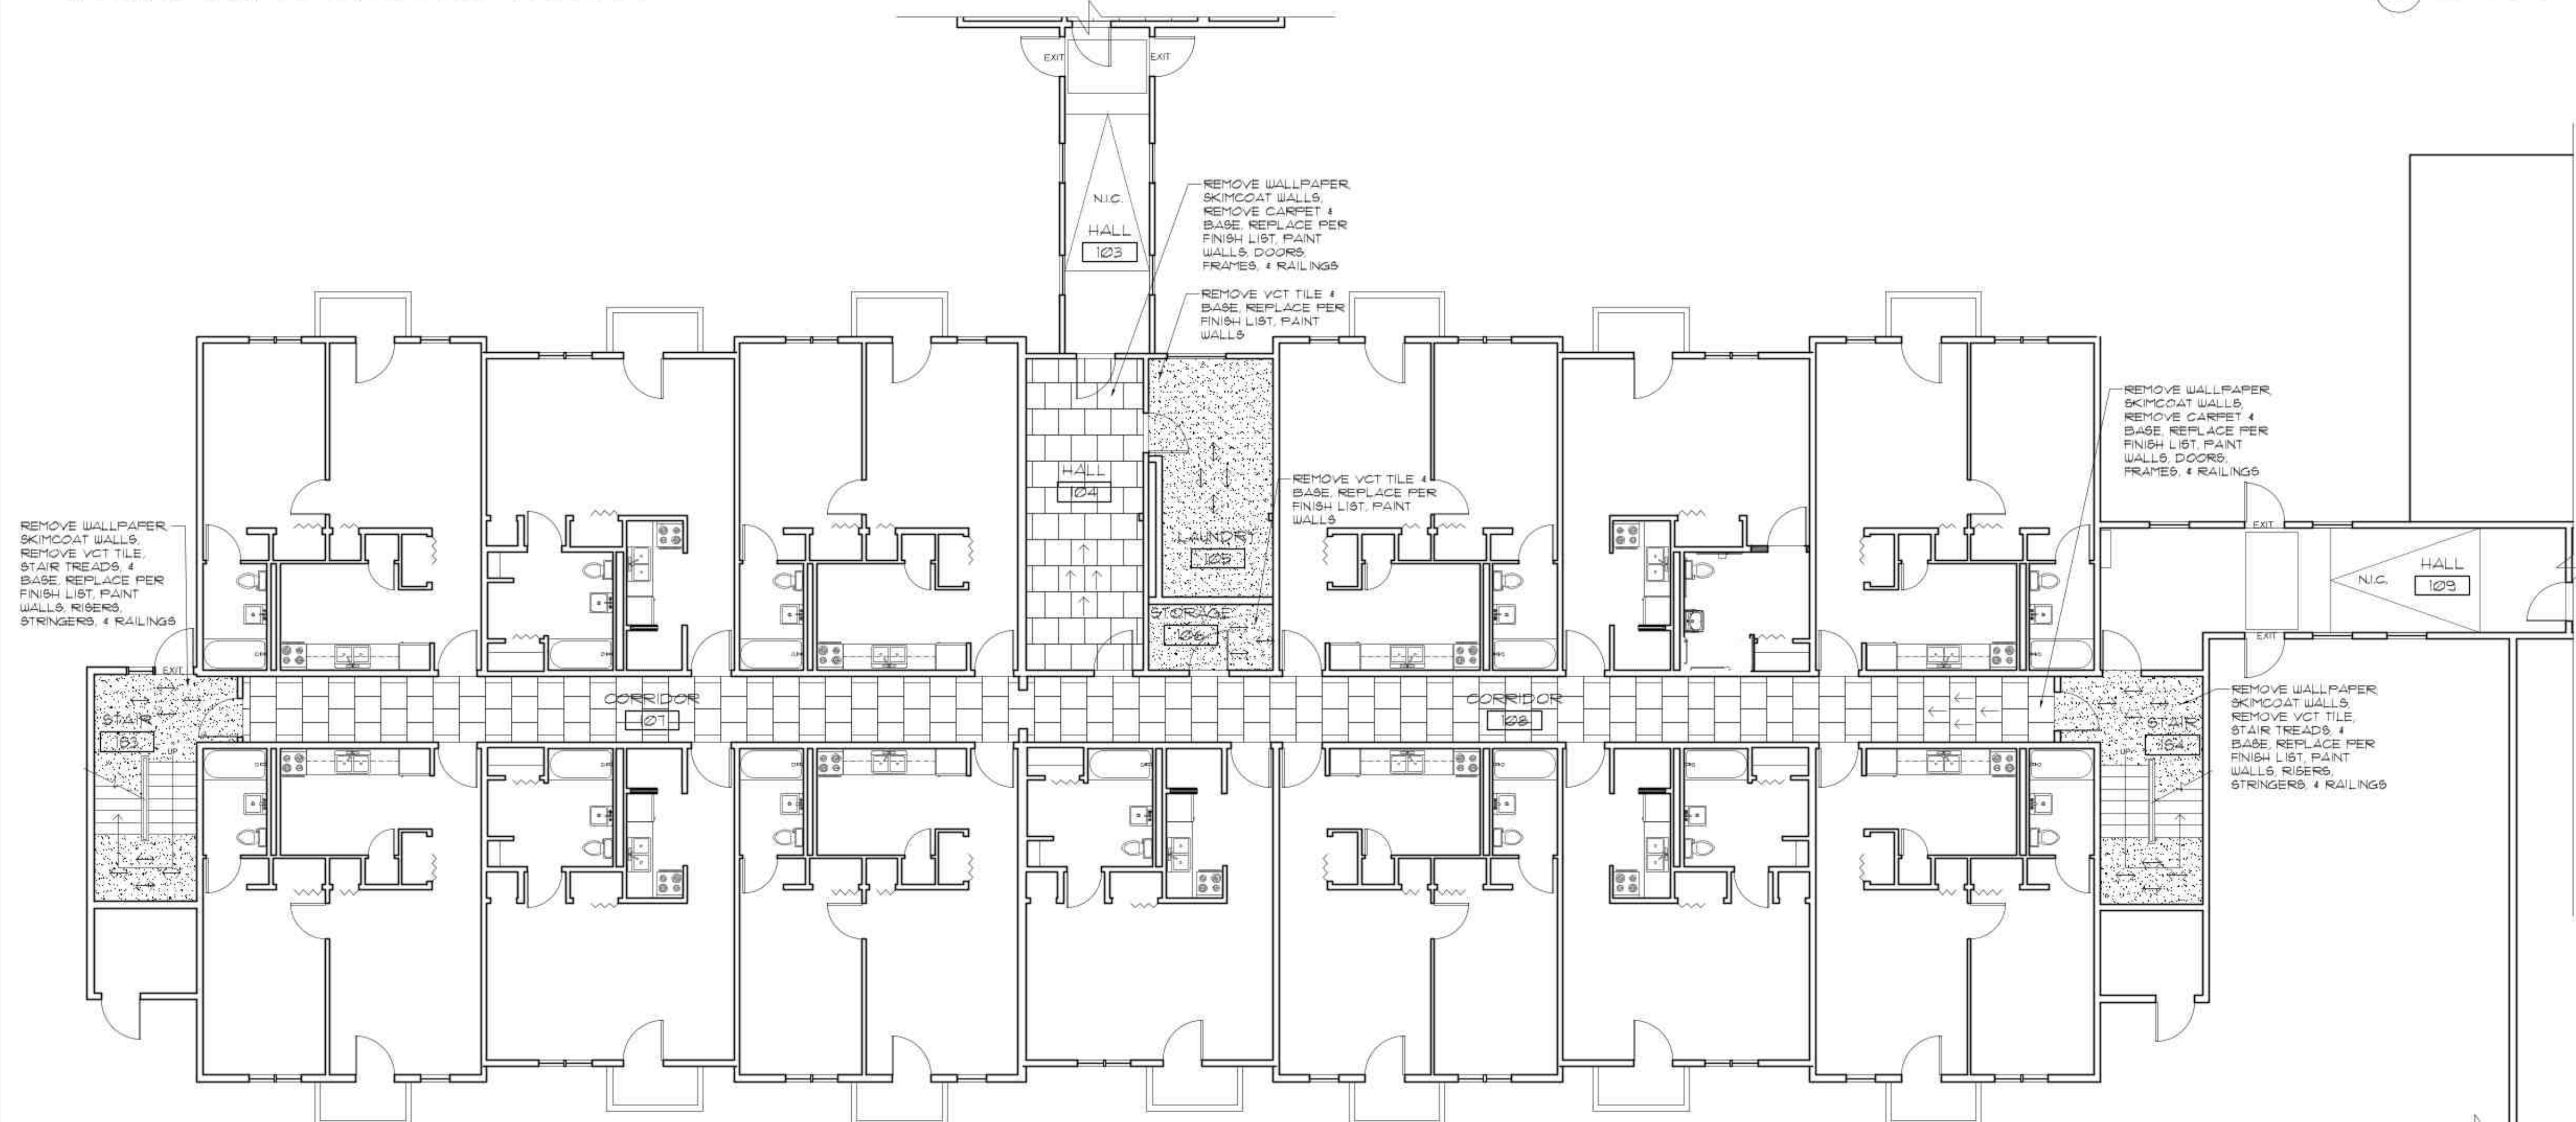 EXIT
EXIT
N.I.C.
HALL
103
REMOVE WALLPAPER,
SKIMCOAT WALLS,
REMOVE CARPET &
BASE, REPLACE PER
FINISH LIST, PAINT
WALLS, DOORS,
FRAMES, & RAILINGS
REMOVE VCT TILE &
BASE, REPLACE PER
FINISH LIST, PAINT
WALLS
REMOVE WALLPAPER,
SKIMCOAT WALLS,
REMOVE CARPET &
BASE, REPLACE PER
FINISH LIST, PAINT
WALLS, DOORS,
FRAMES, & RAILINGS
HALL
104
REMOVE VCT TILE &
BASE, REPLACE PER
FINISH LIST, PAINT
WALLS
LAUNDRY
105
REMOVE WALLPAPER,
SKIMCOAT WALLS,
REMOVE VCT TILE,
STAIR TREADS, &
BASE, REPLACE PER
FINISH LIST, PAINT
WALLS, RISERS,
STRINGERS, & RAILINGS
EXIT
N.I.C.
HALL
109
EXIT
STORAGE
106
EXIT
CORRIDOR
107
CORRIDOR
108
STAIR
UP
UP
STAIR
UP
REMOVE WALLPAPER,
SKIMCOAT WALLS,
REMOVE VCT TILE,
STAIR TREADS, &
BASE, REPLACE PER
FINISH LIST, PAINT
WALLS, RISERS,
STRINGERS, & RAILINGS